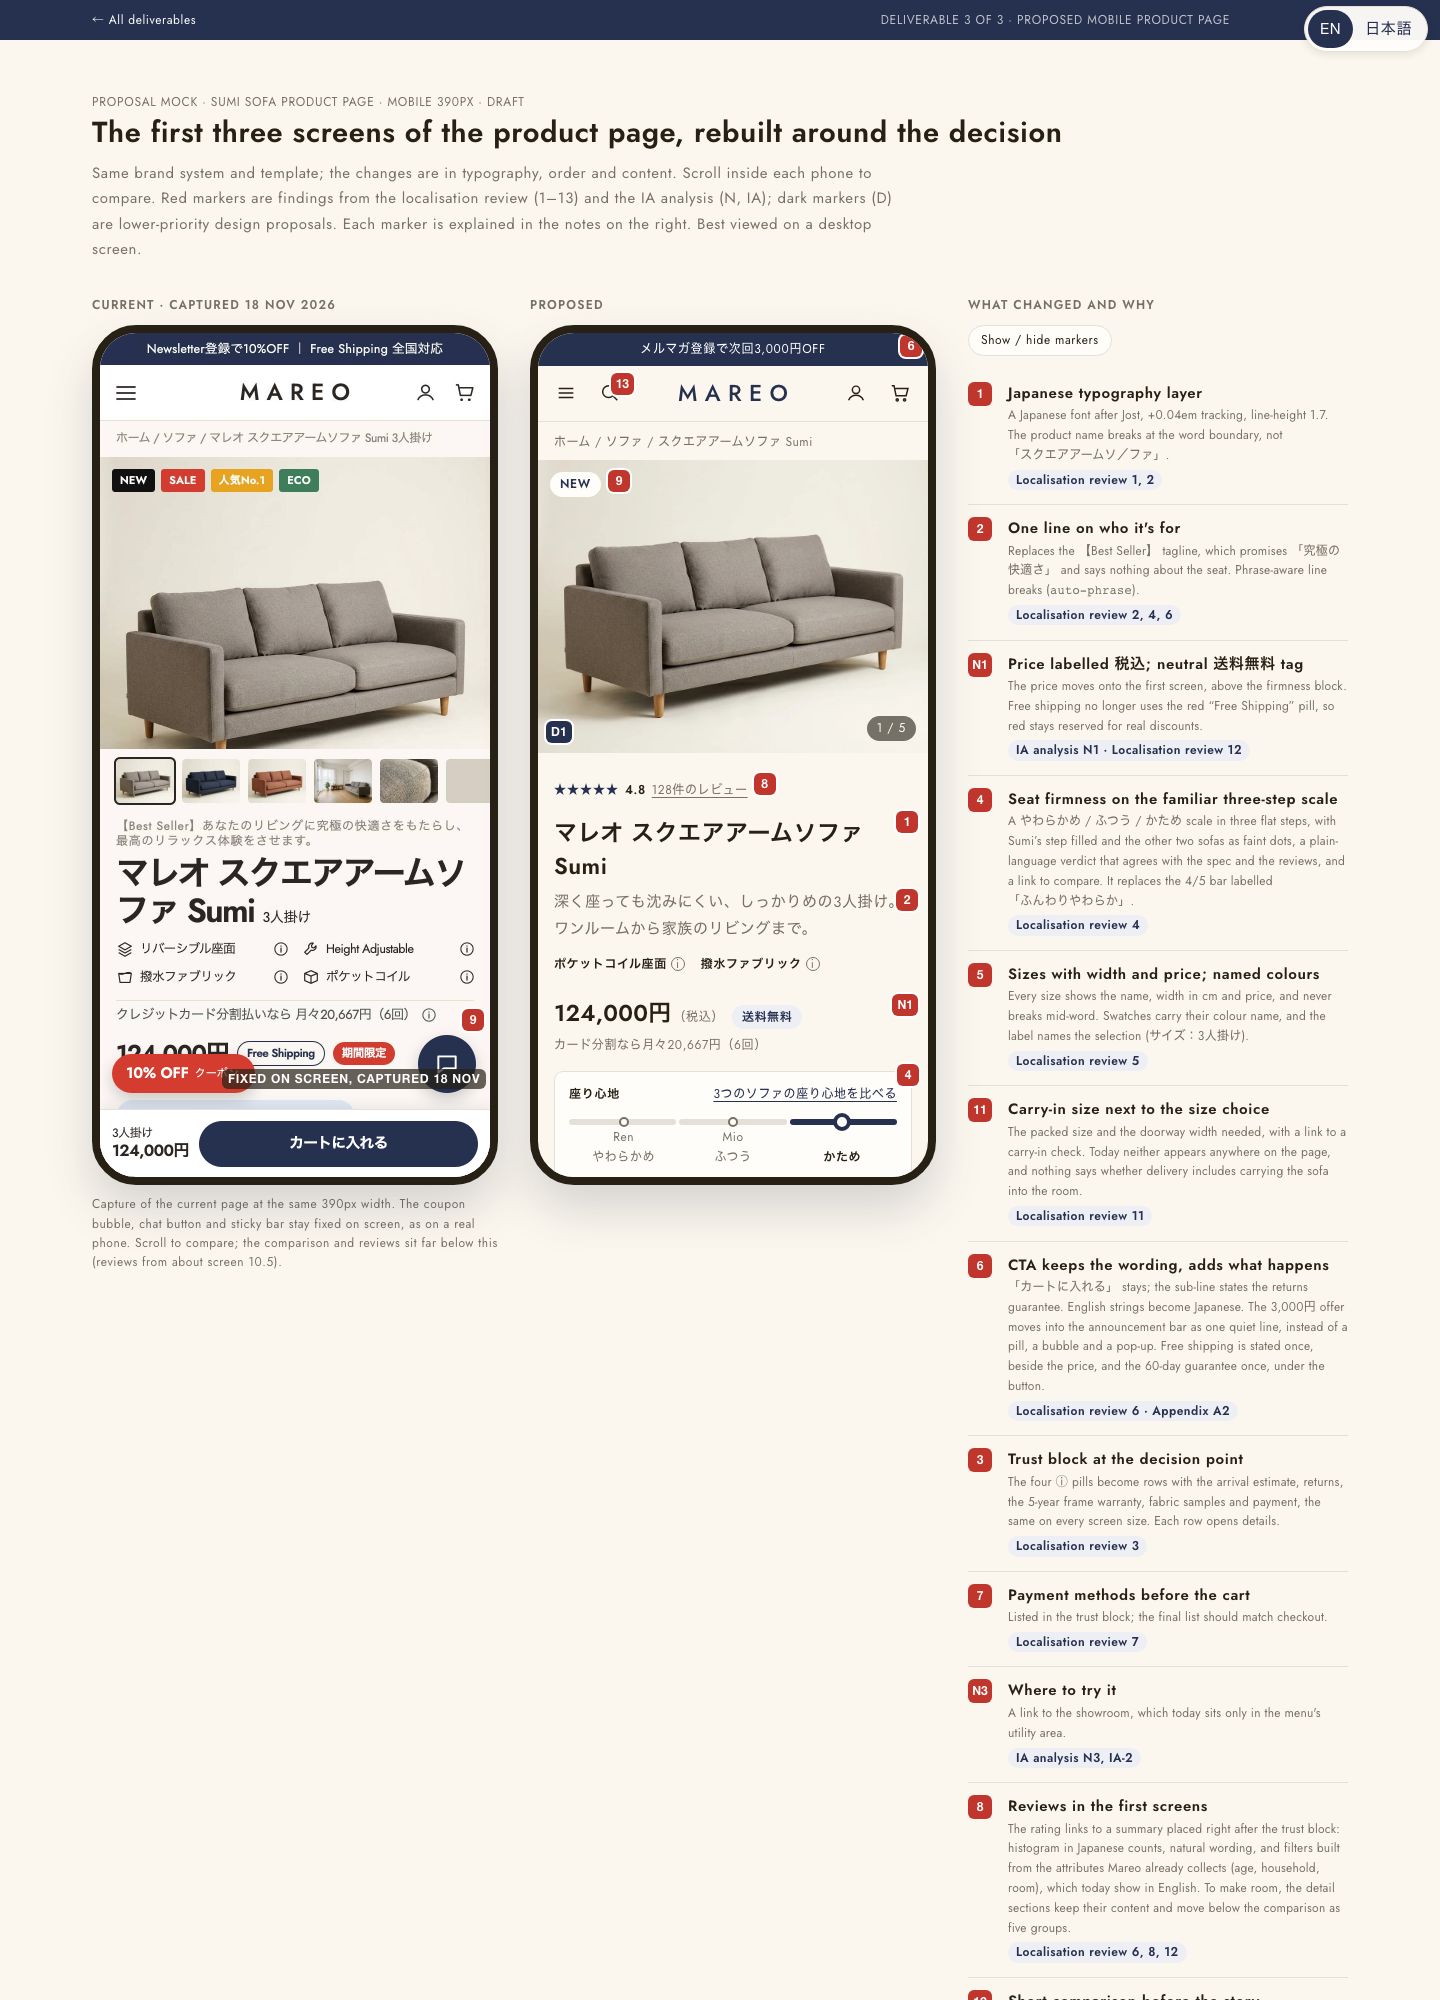 ← All deliverables
DELIVERABLE 3 OF 3 · PROPOSED MOBILE PRODUCT PAGE
EN 日本語
PROPOSAL MOCK · SUMI SOFA PRODUCT PAGE · MOBILE 390PX · DRAFT
The first three screens of the product page, rebuilt around the decision
Same brand system and template; the changes are in typography, order and content. Scroll inside each phone to
compare. Red markers are findings from the localisation review (1–13) and the IA analysis (N, IA); dark markers (D)
are lower-priority design proposals. Each marker is explained in the notes on the right. Best viewed on a desktop
screen.
CURRENT · CAPTURED 18 NOV 2026
Newsletter登録で10%OFF ｜ Free Shipping 全国対応
MAREO
ホーム / ソファ / マレオ スクエアアームソファ Sumi 3人掛け
NEW SALE 人気No.1 ECO
【Best Seller】あなたのリビングに究極の快適さをもたらし、
最高のリラックス体験をさせます。
マレオ スクエアアームソ
ファ Sumi 3人掛け
リバーシブル座面 ⓘ Height Adjustable ⓘ
撥水ファブリック ⓘ ポケットコイル ⓘ
クレジットカード分割払いなら 月々20,667円（6回） ⓘ
9
124,000円 Free Shipping 期間限定
10% OFF クーポ
FIXED ON SCREEN, CAPTURED 18 NOV
3人掛け
124,000円
カートに入れる
Capture of the current page at the same 390px width. The coupon
bubble, chat button and sticky bar stay fixed on screen, as on a real
phone. Scroll to compare; the comparison and reviews sit far below this
(reviews from about screen 10.5).
PROPOSED
メルマガ登録で次回3,000円OFF
6
13
MAREO
ホーム / ソファ / スクエアアームソファ Sumi
NEW 9
D1
1 / 5
★★★★★ 4.8 128件のレビュー 8
マレオ スクエアアームソファ
Sumi
1
深く座っても沈みにくい、しっかりめの3人掛け。
ワンルームから家族のリビングまで。
2
ポケットコイル座面 ⓘ 撥水ファブリック ⓘ
124,000円 （税込） 送料無料
N1
カード分割なら月々20,667円（6回）
4
座り心地 3つのソファの座り心地を比べる
Ren Mio
やわらかめ ふつう かため
WHAT CHANGED AND WHY
Show / hide markers
1 Japanese typography layer
A Japanese font after Jost, +0.04em tracking, line-height 1.7.
The product name breaks at the word boundary, not
「スクエアアームソ／ファ」.
Localisation review 1, 2
2 One line on who it's for
Replaces the 【Best Seller】 tagline, which promises 「究極の
快適さ」 and says nothing about the seat. Phrase-aware line
breaks (auto-phrase).
Localisation review 2, 4, 6
N1 Price labelled 税込; neutral 送料無料 tag
The price moves onto the first screen, above the firmness block.
Free shipping no longer uses the red “Free Shipping” pill, so
red stays reserved for real discounts.
IA analysis N1 · Localisation review 12
4 Seat firmness on the familiar three-step scale
A やわらかめ / ふつう / かため scale in three flat steps, with
Sumi's step filled and the other two sofas as faint dots, a plain-
language verdict that agrees with the spec and the reviews, and
a link to compare. It replaces the 4/5 bar labelled
「ふんわりやわらか」.
Localisation review 4
5 Sizes with width and price; named colours
Every size shows the name, width in cm and price, and never
breaks mid-word. Swatches carry their colour name, and the
label names the selection (サイズ：3人掛け).
Localisation review 5
11 Carry-in size next to the size choice
The packed size and the doorway width needed, with a link to a
carry-in check. Today neither appears anywhere on the page,
and nothing says whether delivery includes carrying the sofa
into the room.
Localisation review 11
6 CTA keeps the wording, adds what happens
「カートに入れる」 stays; the sub-line states the returns
guarantee. English strings become Japanese. The 3,000円 offer
moves into the announcement bar as one quiet line, instead of a
pill, a bubble and a pop-up. Free shipping is stated once,
beside the price, and the 60-day guarantee once, under the
button.
Localisation review 6 · Appendix A2
3 Trust block at the decision point
The four ⓘ pills become rows with the arrival estimate, returns,
the 5-year frame warranty, fabric samples and payment, the
same on every screen size. Each row opens details.
Localisation review 3
7 Payment methods before the cart
Listed in the trust block; the final list should match checkout.
Localisation review 7
N3 Where to try it
A link to the showroom, which today sits only in the menu's
utility area.
IA analysis N3, IA-2
8 Reviews in the first screens
The rating links to a summary placed right after the trust block:
histogram in Japanese counts, natural wording, and filters built
from the attributes Mareo already collects (age, household,
room), which today show in English. To make room, the detail
sections keep their content and move below the comparison as
five groups.
Localisation review 6, 8, 12